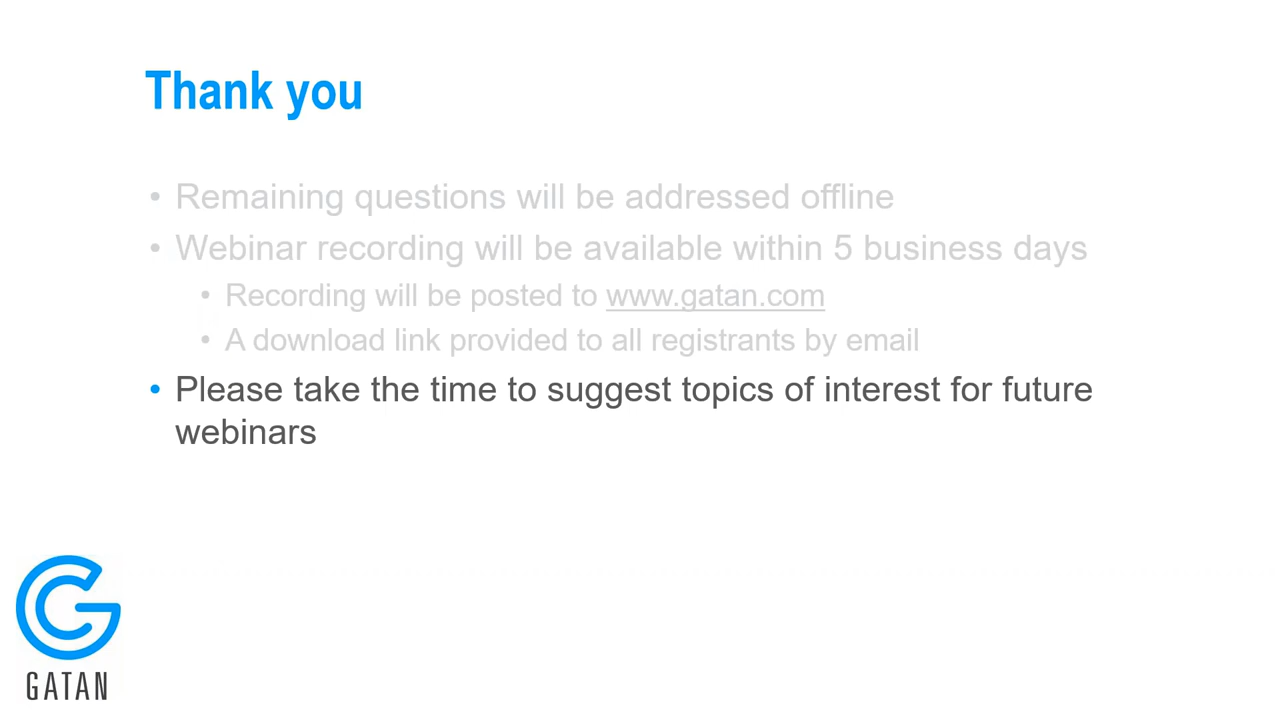 Thank you
• Remaining questions will be addressed offline
• Webinar recording will be available within 5 business days
• Recording will be posted to www.gatan.com
• A download link provided to all registrants by email
• Please take the time to suggest topics of interest for future
webinars
GATAN